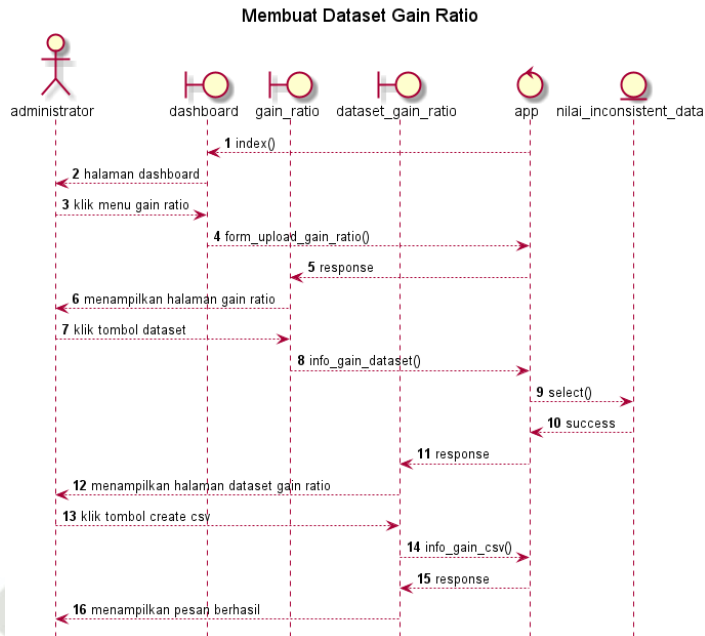 Membuat Dataset Gain Ratio
administrator
dashboard
gain_ratio
dataset_gain_ratio
app
nilai_inconsistent_data
1 index()
2 halaman dashboard
3 klik menu gain ratio
4 form_upload_gain_ratio()
5 response
6 menampilkan halaman gain ratio
7 klik tombol dataset
8 info_gain_dataset()
9 select()
10 success
11 response
12 menampilkan halaman dataset gain ratio
13 klik tombol create csv
14 info_gain_csv()
15 response
16 menampilkan pesan berhasil